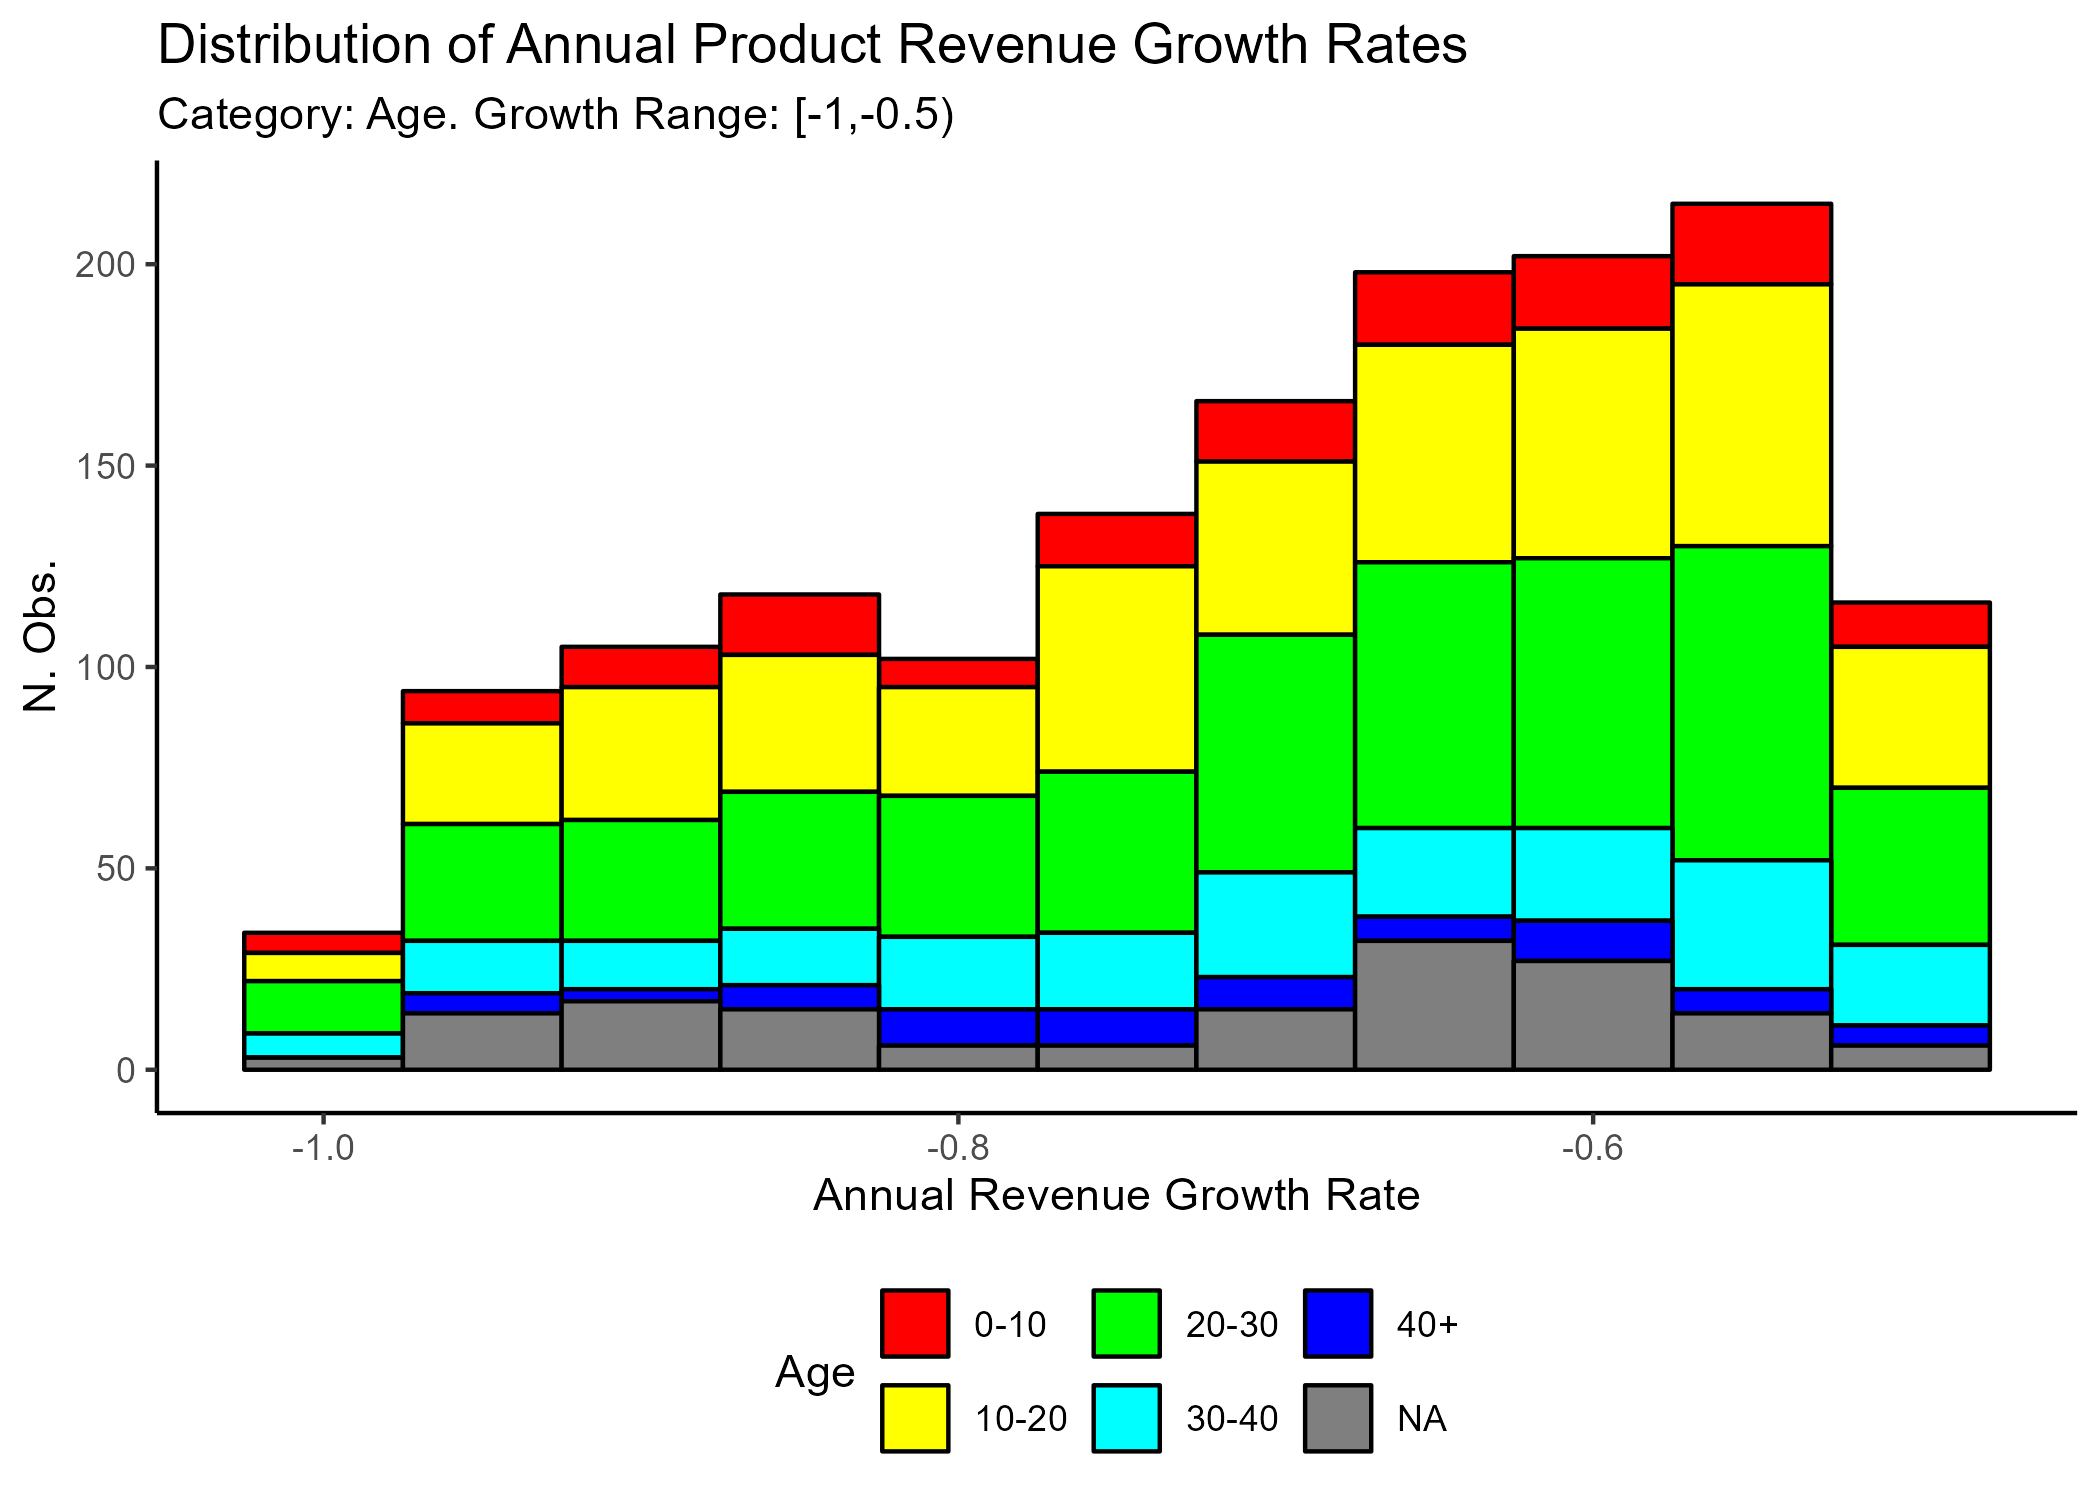 Distribution of Annual Product Revenue Growth Rates
Category: Age. Growth Range: [-1,-0.5)
N. Obs.
200
150
100
50
0
-1.0 -0.8 -0.6
Annual Revenue Growth Rate
Age
0-10 20-30 40+
10-20 30-40 NA